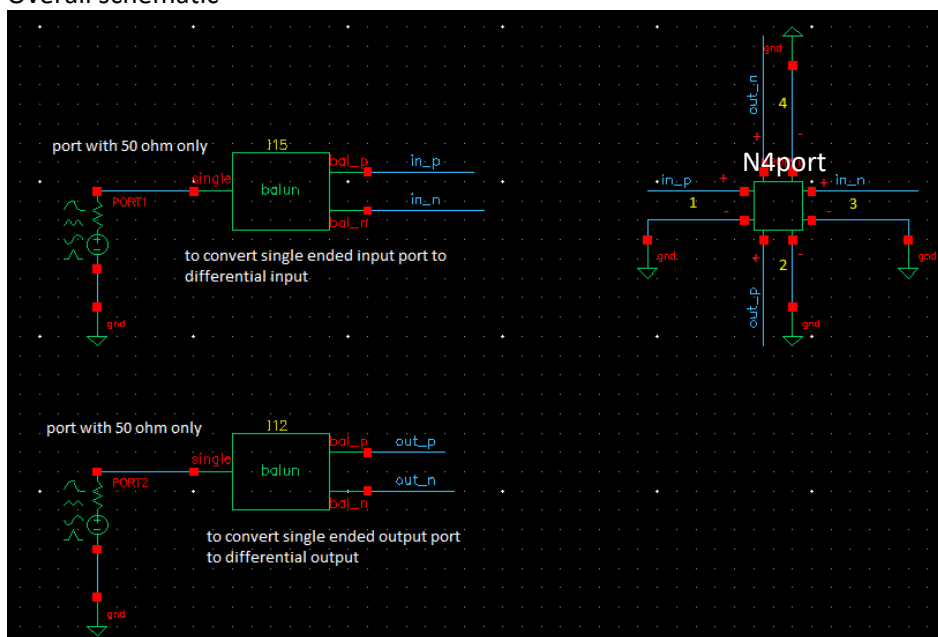 Overall schematic
port with 50 ohm only
I15
single
balun
bal_p
in_p
in_n
bal_n
PORT1
to convert single ended input port to
differential input
gnd
gnd
out_n
4
+
-
N4port
in_p
+
+
in_n
1
-
-
3
gnd
gnd
+
2
-
out_p
gnd
port with 50 ohm only
I12
single
balun
bal_p
out_p
out_n
bal_n
PORT2
to convert single ended output port
to differential output
gnd